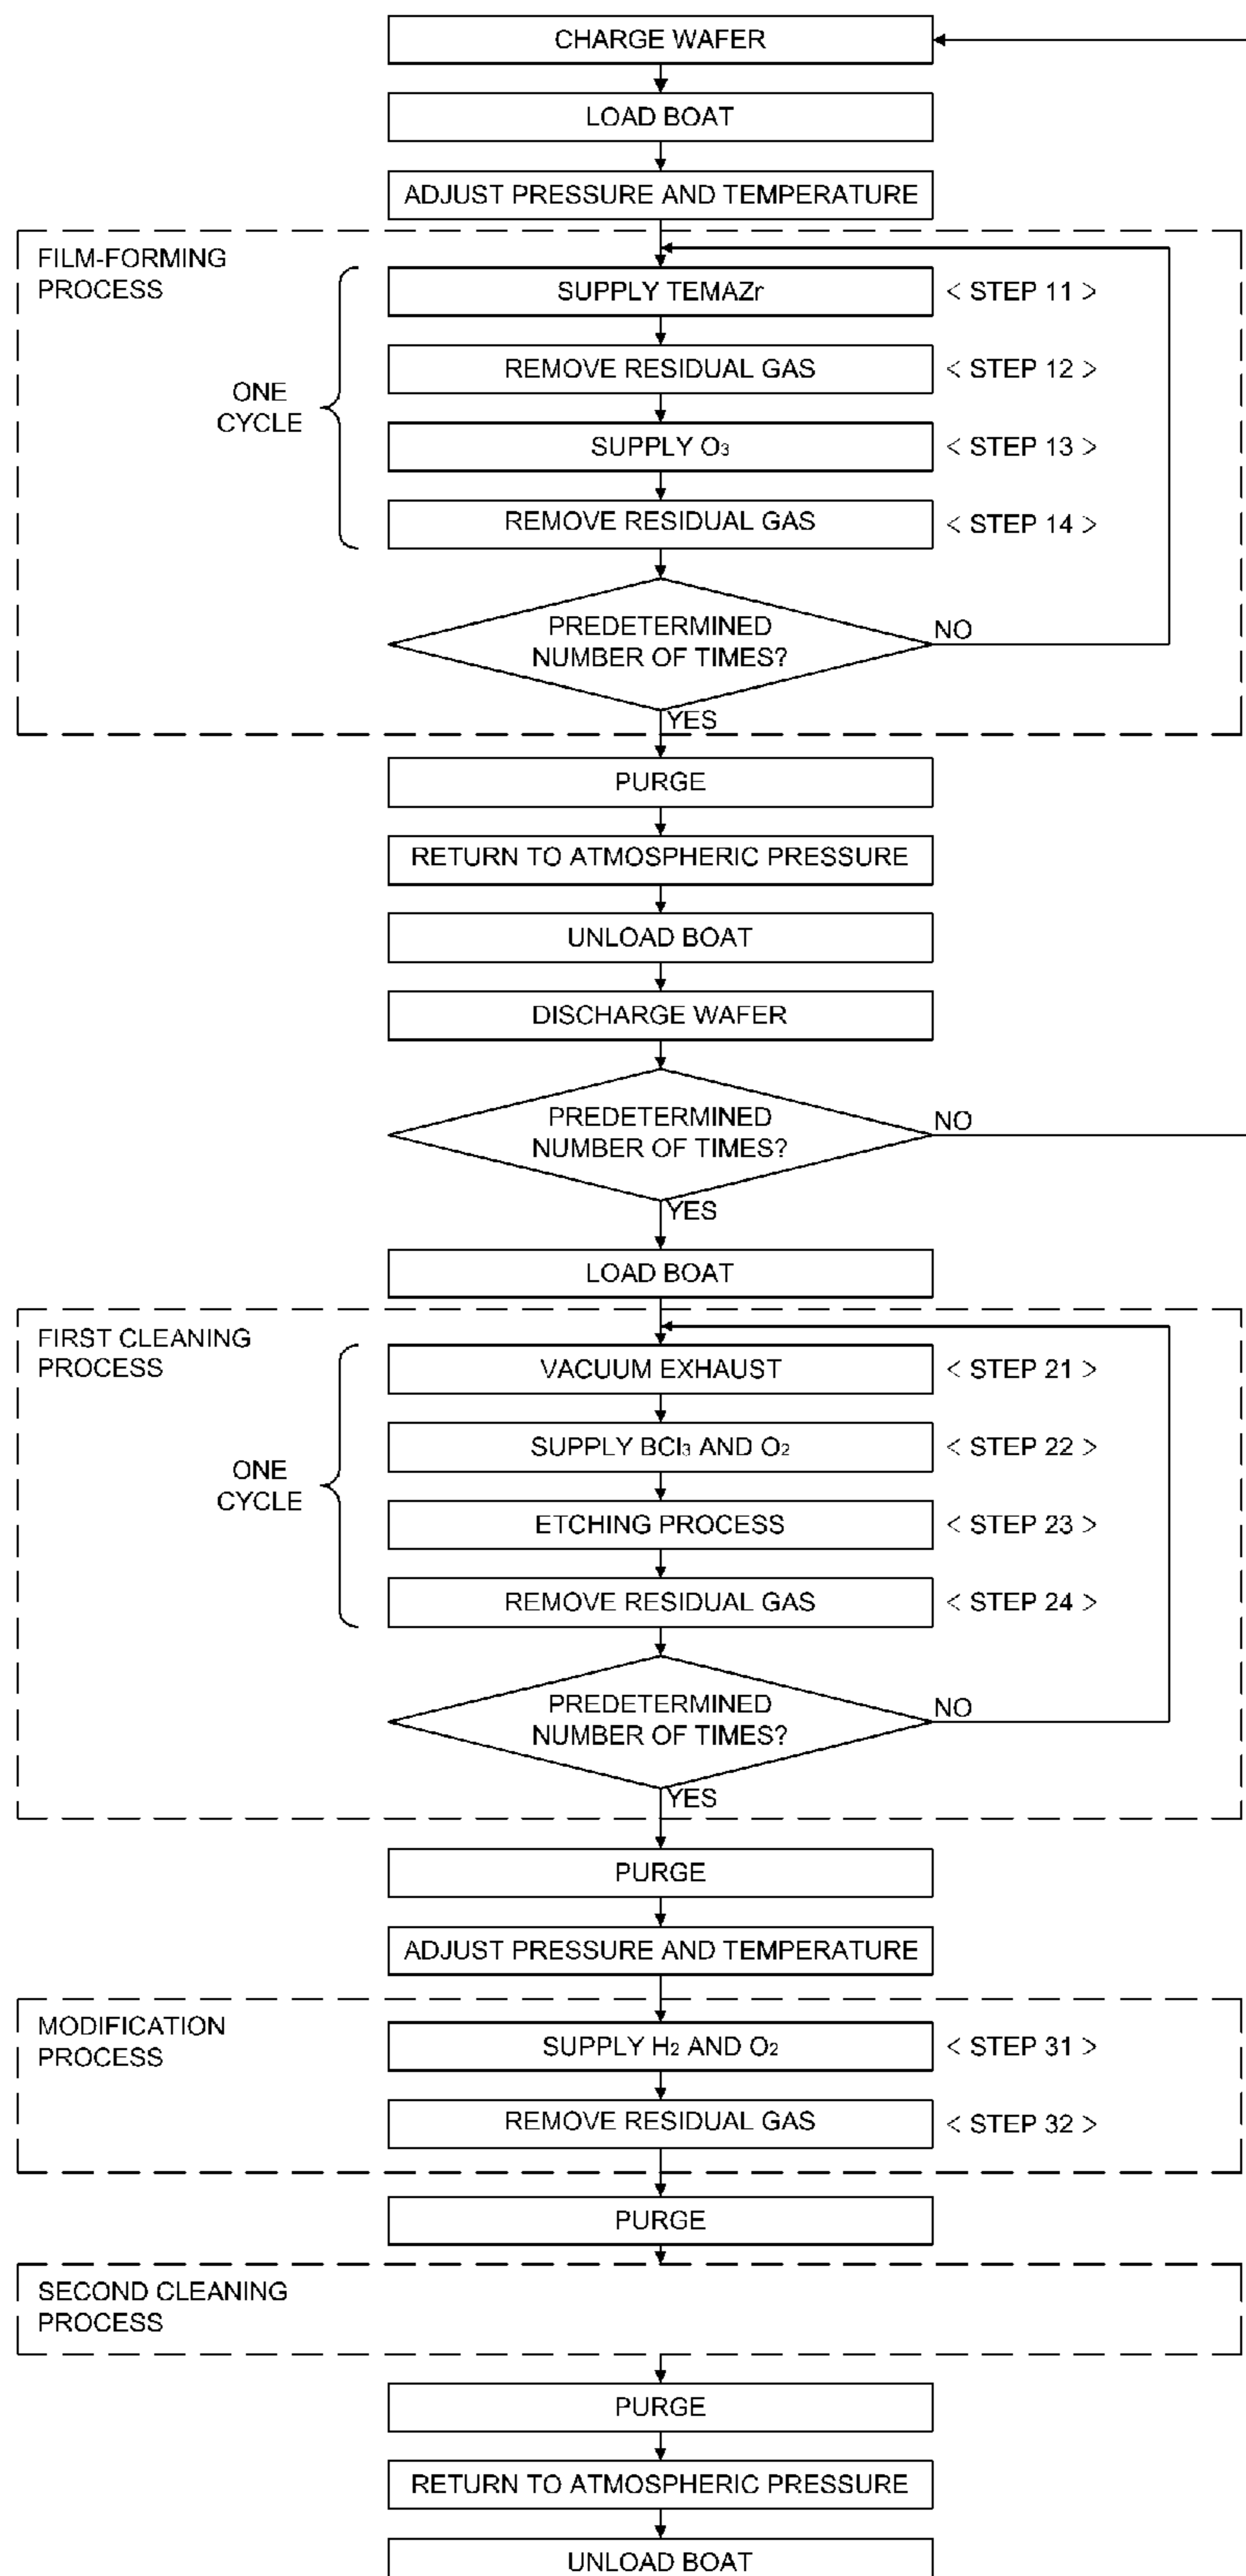 CHARGE WAFER
LOAD BOAT
ADJUST PRESSURE AND TEMPERATURE
FILM-FORMING
PROCESS
ONE
CYCLE
SUPPLY TEMAZr
< STEP 11 >
REMOVE RESIDUAL GAS
< STEP 12 >
SUPPLY O₃
< STEP 13 >
REMOVE RESIDUAL GAS
< STEP 14 >
PREDETERMINED
NUMBER OF TIMES?
NO
YES
PURGE
RETURN TO ATMOSPHERIC PRESSURE
UNLOAD BOAT
DISCHARGE WAFER
PREDETERMINED
NUMBER OF TIMES?
NO
YES
LOAD BOAT
FIRST CLEANING
PROCESS
ONE
CYCLE
VACUUM EXHAUST
< STEP 21 >
SUPPLY BCl₃ AND O₂
< STEP 22 >
ETCHING PROCESS
< STEP 23 >
REMOVE RESIDUAL GAS
< STEP 24 >
PREDETERMINED
NUMBER OF TIMES?
NO
YES
PURGE
ADJUST PRESSURE AND TEMPERATURE
MODIFICATION
PROCESS
SUPPLY H₂ AND O₂
< STEP 31 >
REMOVE RESIDUAL GAS
< STEP 32 >
PURGE
SECOND CLEANING
PROCESS
PURGE
RETURN TO ATMOSPHERIC PRESSURE
UNLOAD BOAT